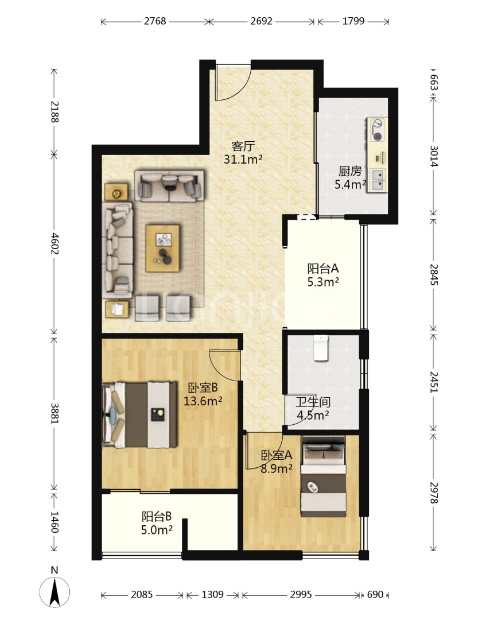 2768 2692 1799
2188
4602
3881
1460
663
3014
2845
2451
2978
客厅
31.1m²
厨房
5.4m²
阳台A
5.3m²
卧室B
13.6m²
卫生间
4.5m²
卧室A
8.9m²
阳台B
5.0m²
Lianjia
N
2085 1309 2995 690